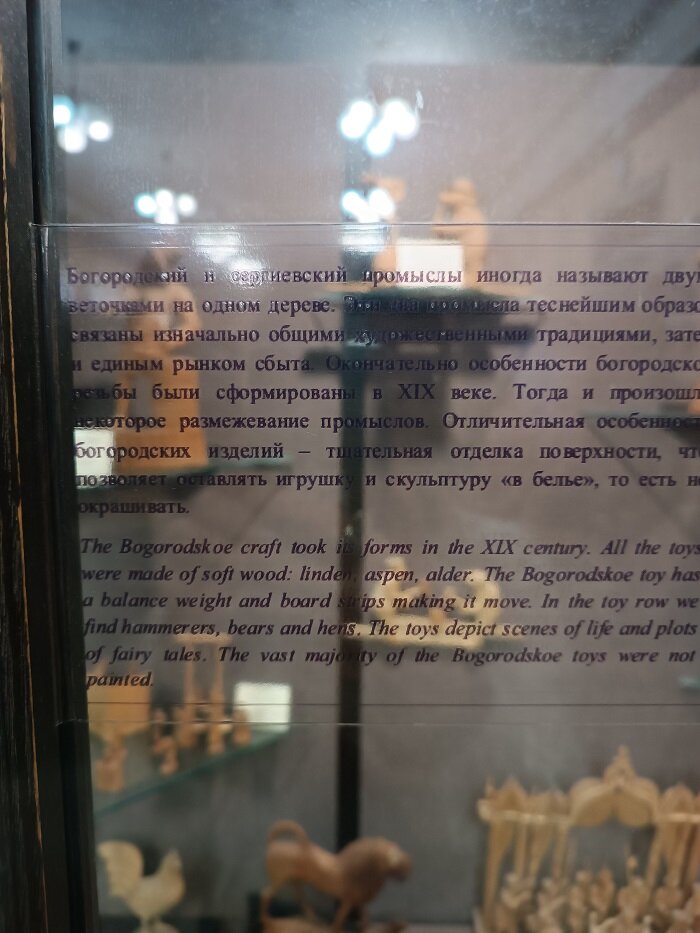 Богородский и сергиевский промыслы иногда называют двум
веточками на одном дереве. Эти два промысла теснейшим образо
связаны изначально общими художественными традициями, зате
и единым рынком сбыта. Окончательно особенности богородско
резьбы были сформированы в XIX веке. Тогда и произошл
некоторое размежевание промыслов. Отличительная особенност
богородских изделий – тщательная отделка поверхности, что
позволяет оставлять игрушку и скульптуру «в белье», то есть не
окрашивать.
The Bogorodskoe craft took its forms in the XIX century. All the toys
were made of soft wood: linden, aspen, alder. The Bogorodskoe toy has
a balance weight and board strips making it move. In the toy row we
find hammerers, bears and hens. The toys depict scenes of life and plots
of fairy tales. The vast majority of the Bogorodskoe toys were not
painted.